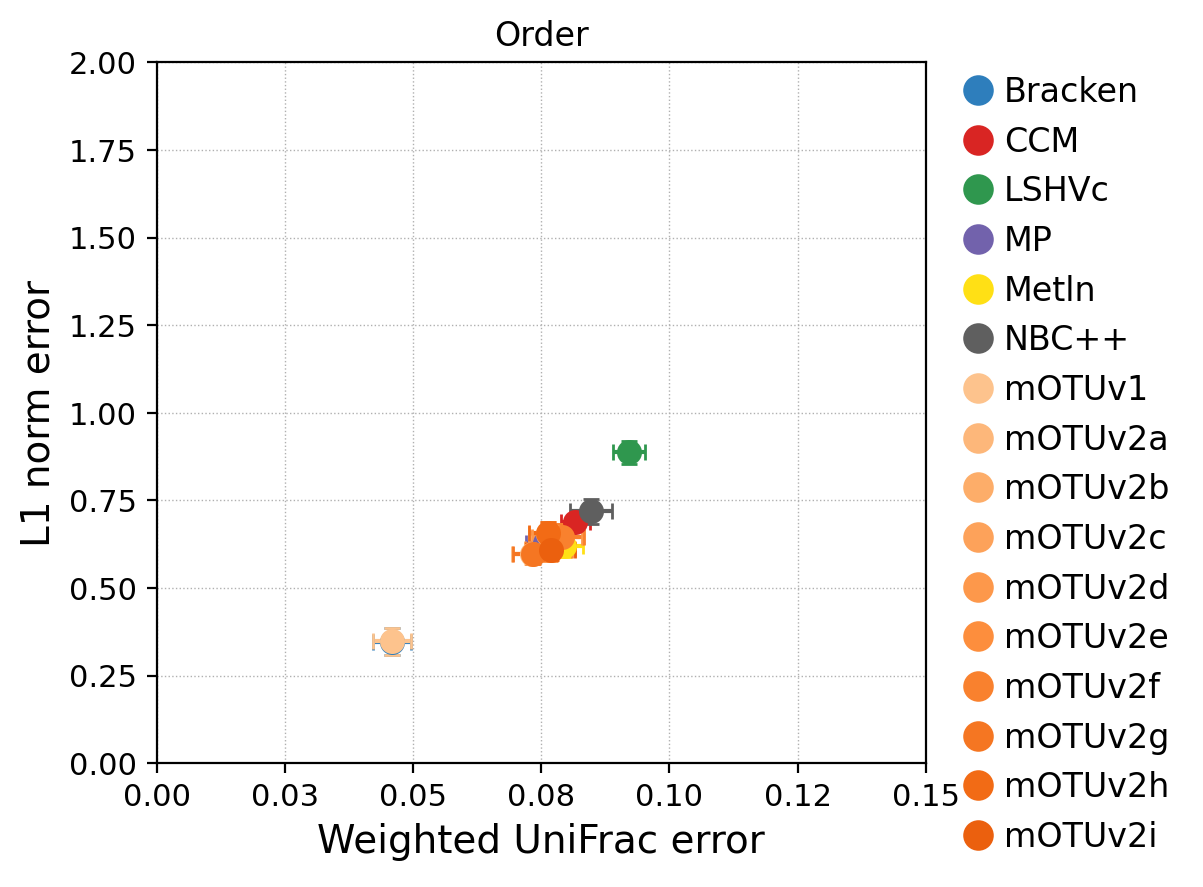 Order
2.00
1.75
1.50
1.25
1.00
0.75
0.50
0.25
0.00
L1 norm error
0.00 0.03 0.05 0.08 0.10 0.12 0.15
Weighted UniFrac error
Bracken
CCM
LSHVc
MP
Metln
NBC++
mOTUv1
mOTUv2a
mOTUv2b
mOTUv2c
mOTUv2d
mOTUv2e
mOTUv2f
mOTUv2g
mOTUv2h
mOTUv2i